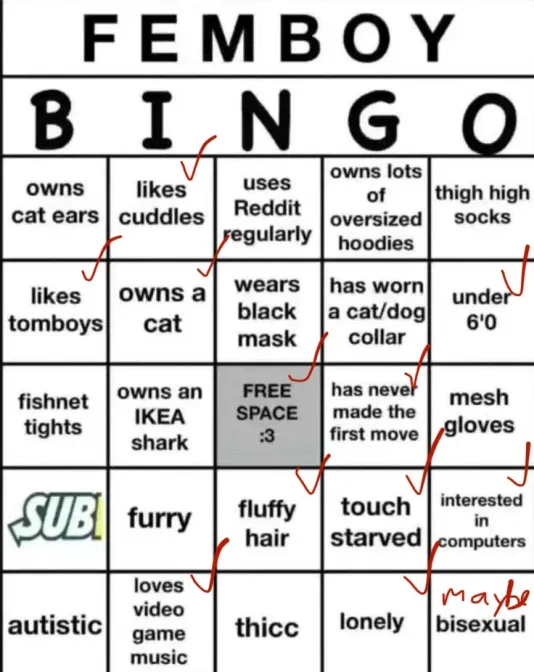 FEMBOY
BINGO
owns
cat ears
likes
cuddles
uses
Reddit
regularly
owns lots
of
oversized
hoodies
thigh high
socks
likes
tomboys
owns a
cat
wears
black
mask
has worn
a cat/dog
collar
under
6'0
fishnet
tights
owns an
IKEA
shark
FREE
SPACE
:3
has never
made the
first move
mesh
gloves
SUB
furry
fluffy
hair
touch
starved
interested
in
computers
autistic
loves
video
game
music
thicc
lonely
maybe
bisexual